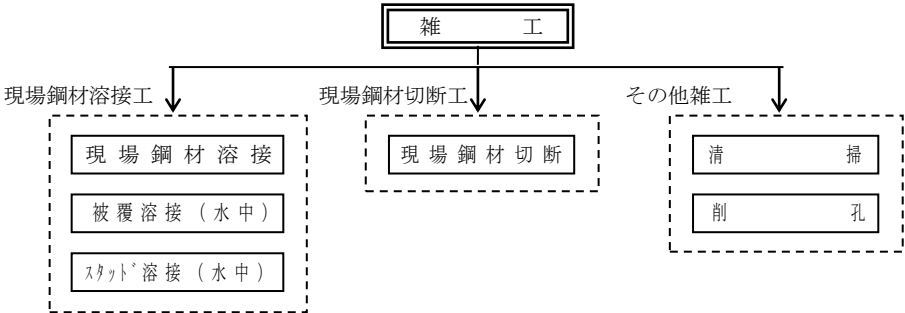 雑工
現場鋼材溶接工
現場鋼材切断工
その他雑工
現場鋼材溶接
被覆溶接（水中）
ｽﾀｯﾄﾞ溶接（水中）
現場鋼材切断
清掃
削孔